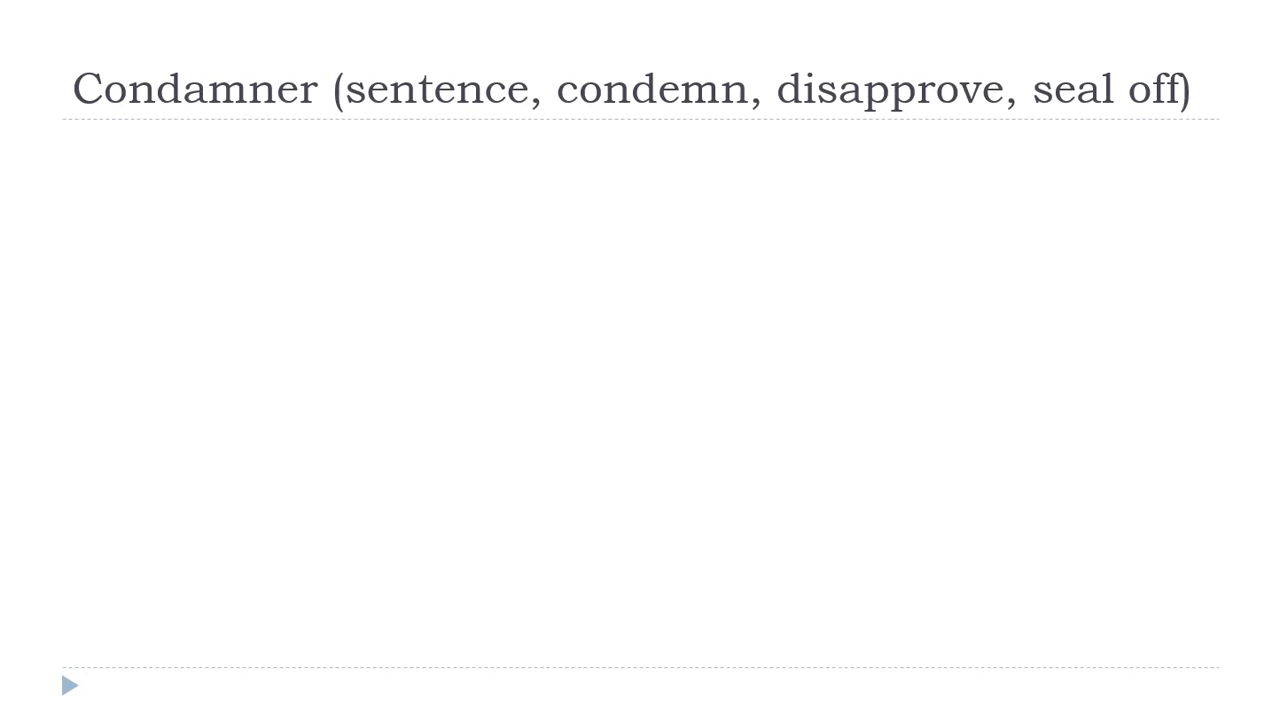 Condamner (sentence, condemn, disapprove, seal off)